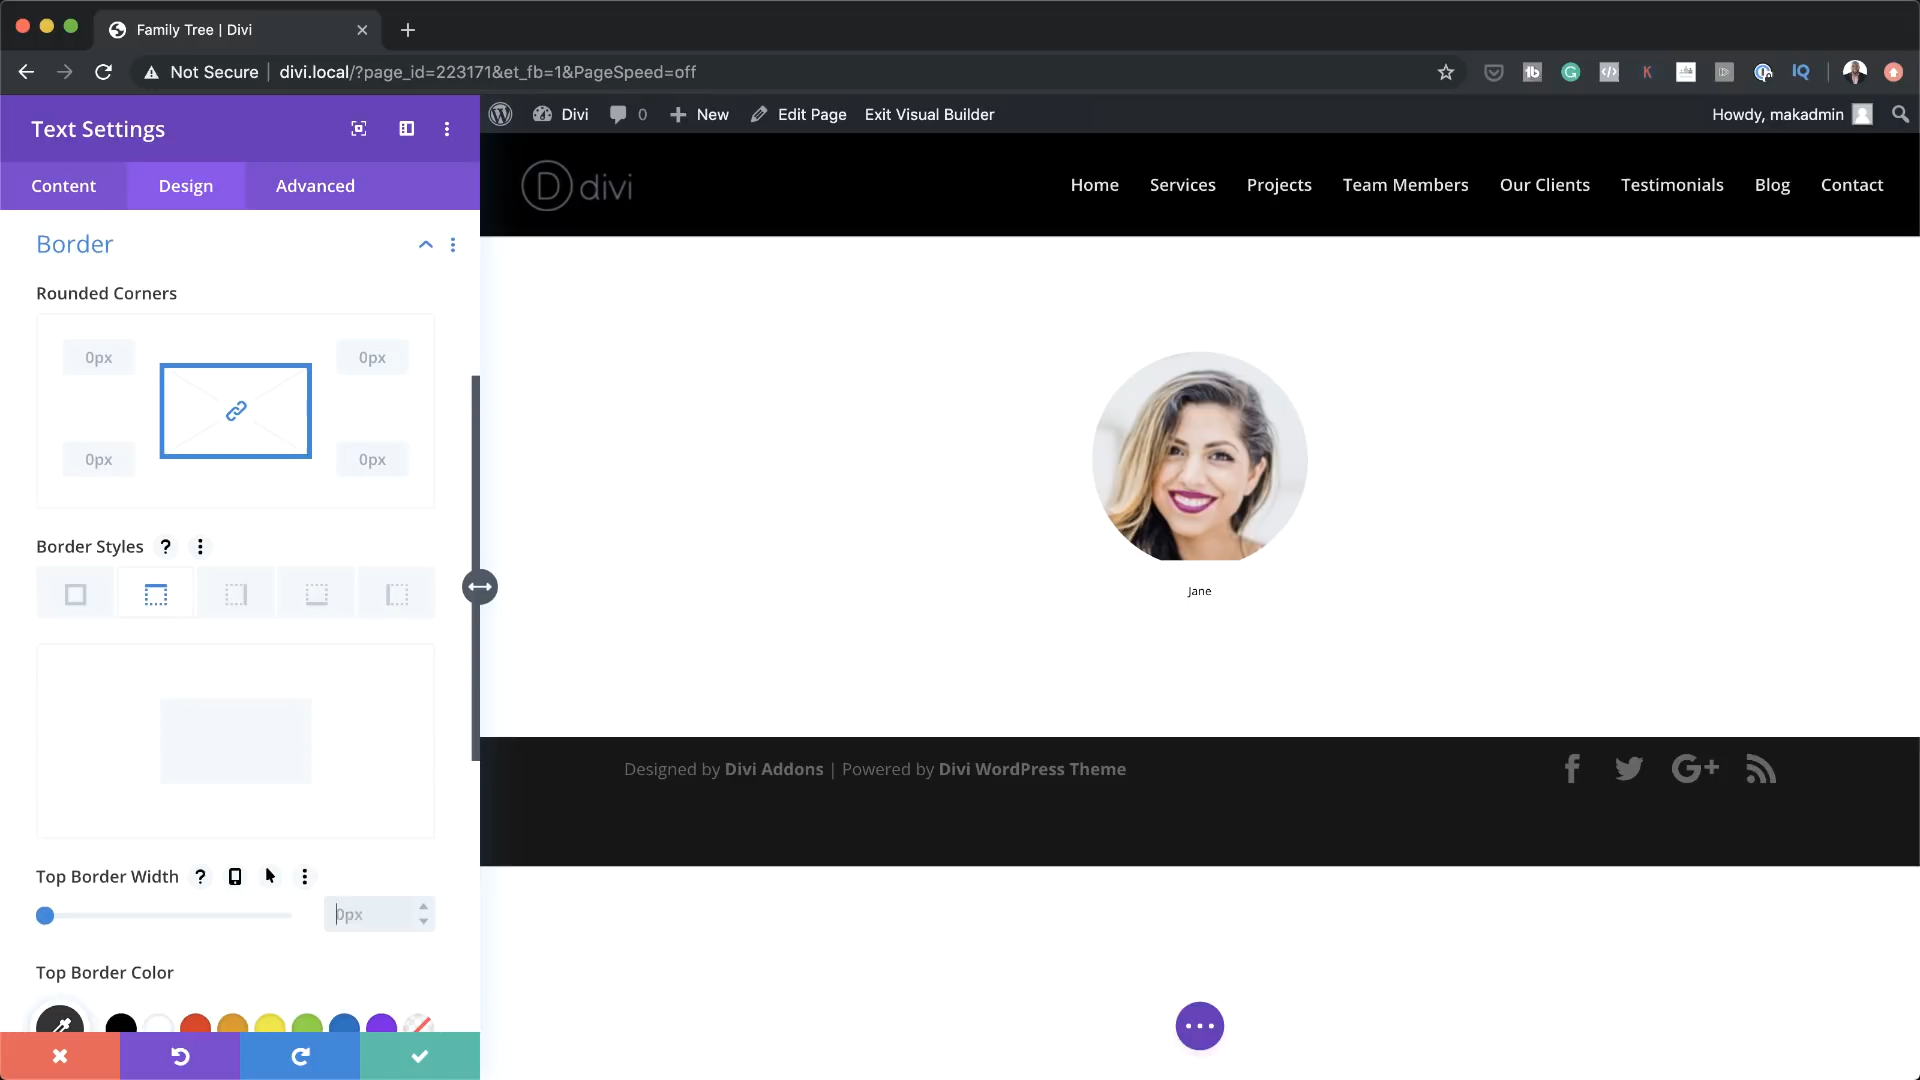 Family Tree | Divi
Not Secure | divi.local/?page_id=223171&et_fb=1&PageSpeed=off
Text Settings
Divi 0 New Edit Page Exit Visual Builder Howdy, makadmin
Content Design Advanced
D divi
Home Services Projects Team Members Our Clients Testimonials Blog Contact
Border
Rounded Corners
0px 0px
0px 0px
Border Styles ?
Jane
Designed by Divi Addons | Powered by Divi WordPress Theme
Top Border Width ?
0px
Top Border Color